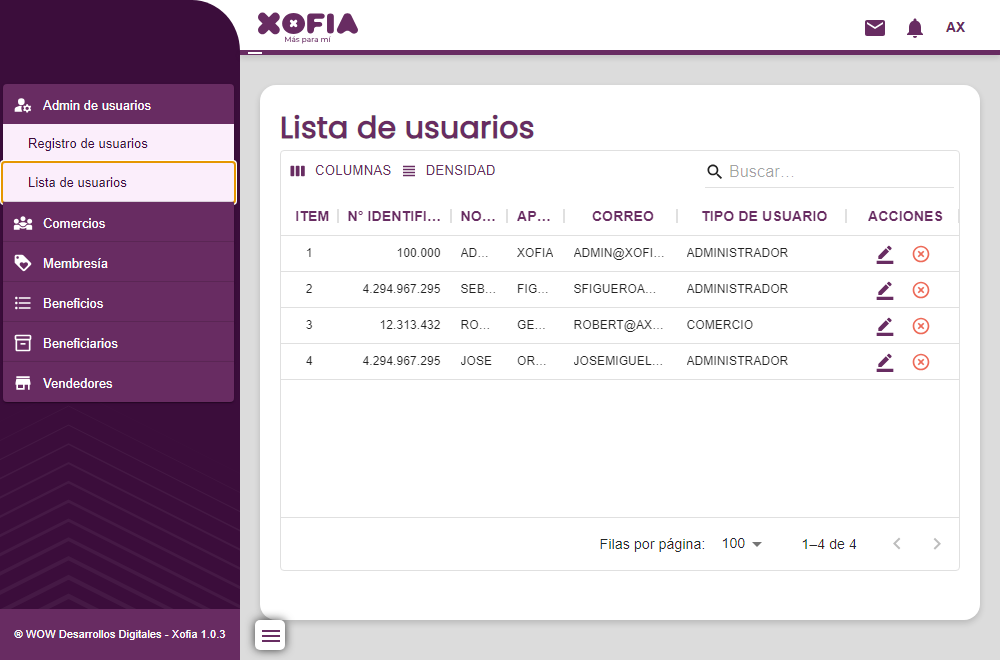 XOFIA
Más para mí
AX
Admin de usuarios
Registro de usuarios
Lista de usuarios
Comercios
Membresía
Beneficios
Beneficiarios
Vendedores
® WOW Desarrollos Digitales - Xofia 1.0.3
Lista de usuarios
COLUMNAS DENSIDAD Buscar...
ITEM N° IDENTIFI... NO... AP... CORREO TIPO DE USUARIO ACCIONES
1 100.000 AD... XOFIA ADMIN@XOFI... ADMINISTRADOR
2 4.294.967.295 SEB... FIG... SFIGUEROA... ADMINISTRADOR
3 12.313.432 RO... GE... ROBERT@AX... COMERCIO
4 4.294.967.295 JOSE OR... JOSEMIGUEL... ADMINISTRADOR
Filas por página: 100 1–4 de 4